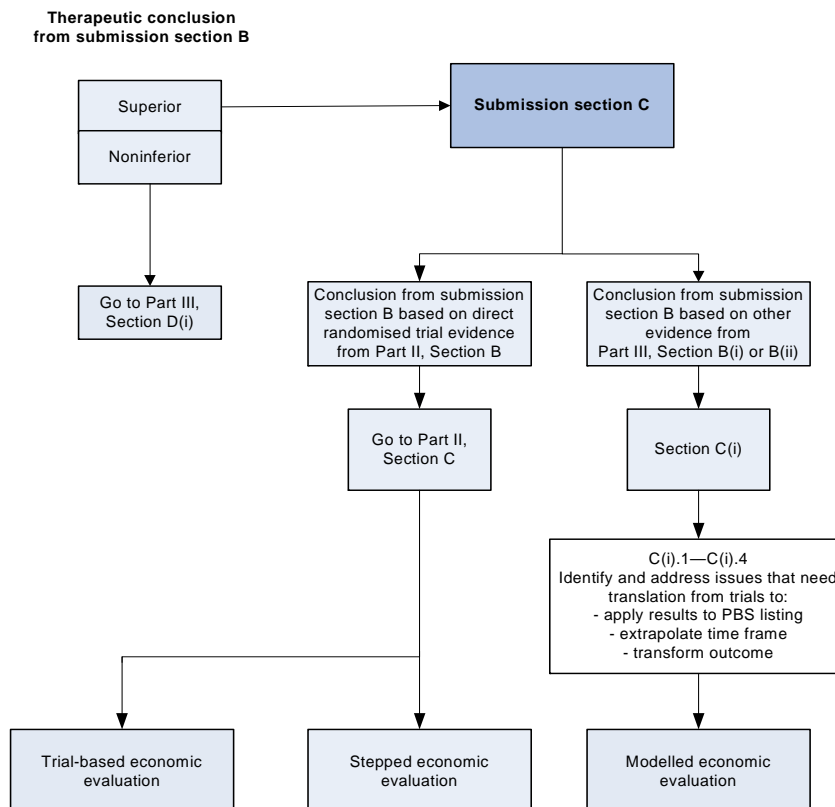 Therapeutic conclusion
from submission section B
Superior
Noninferior
Submission section C
Go to Part III,
Section D(i)
Conclusion from submission
section B based on direct
randomised trial evidence
from Part II, Section B
Conclusion from submission
section B based on other
evidence from
Part III, Section B(i) or B(ii)
Go to Part II,
Section C
Section C(i)
C(i).1—C(i).4
Identify and address issues that need
translation from trials to:
- apply results to PBS listing
- extrapolate time frame
- transform outcome
Trial-based economic
evaluation
Stepped economic
evaluation
Modelled economic
evaluation